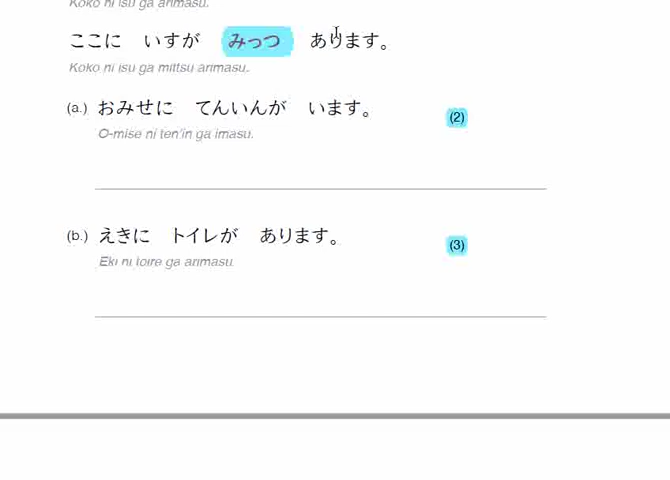 Koko ni isu ga arimasu.
ここに いすが みっつ あります。
Koko ni isu ga mittsu arimasu.
(a.) おみせに てんいんが います。 (2)
O-mise ni ten'in ga imasu.
(b.) えきに トイレが あります。 (3)
Eki ni toire ga arimasu.